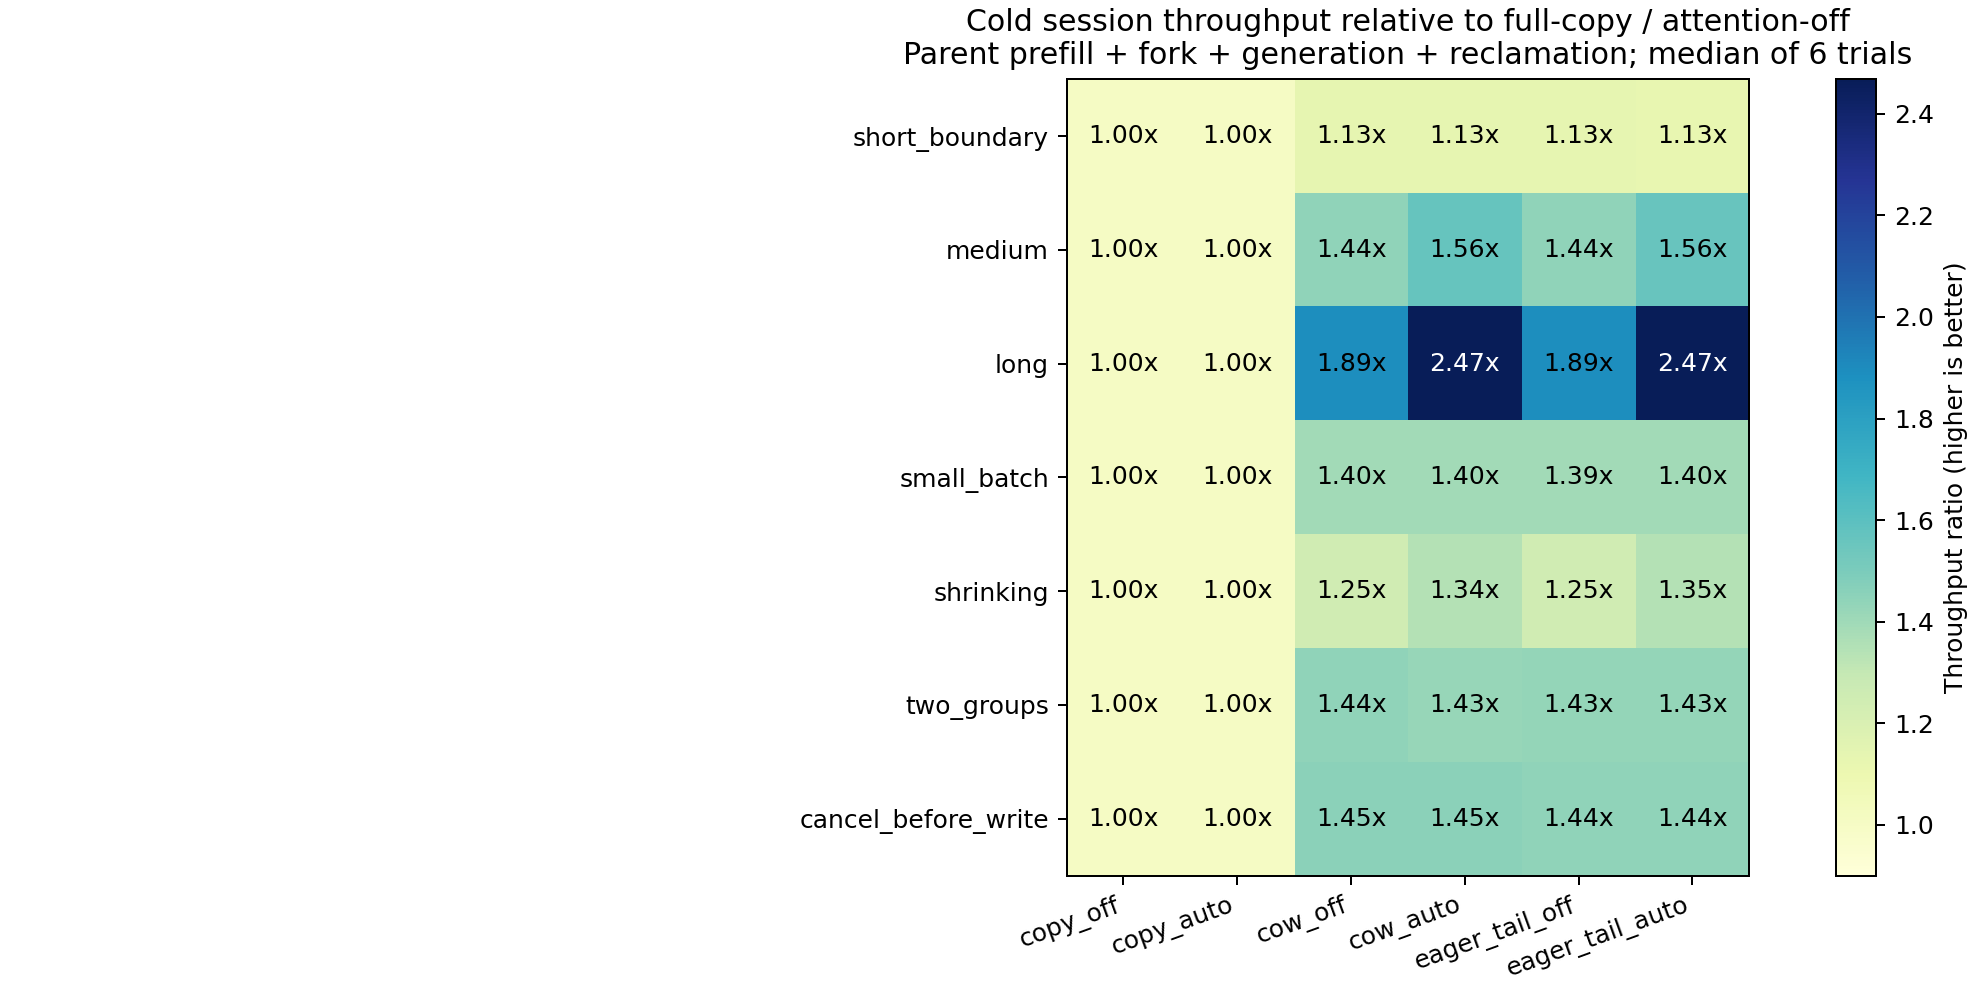 Cold session throughput relative to full-copy / attention-off
Parent prefill + fork + generation + reclamation; median of 6 trials
short_boundary 1.00x 1.00x 1.13x 1.13x 1.13x 1.13x
medium 1.00x 1.00x 1.44x 1.56x 1.44x 1.56x
long 1.00x 1.00x 1.89x 2.47x 1.89x 2.47x
small_batch 1.00x 1.00x 1.40x 1.40x 1.39x 1.40x
shrinking 1.00x 1.00x 1.25x 1.34x 1.25x 1.35x
two_groups 1.00x 1.00x 1.44x 1.43x 1.43x 1.43x
cancel_before_write 1.00x 1.00x 1.45x 1.45x 1.44x 1.44x
copy_off
copy_auto
cow_off
cow_auto
eager_tail_off
eager_tail_auto
2.4
2.2
2.0
1.8
1.6
1.4
1.2
1.0
Throughput ratio (higher is better)